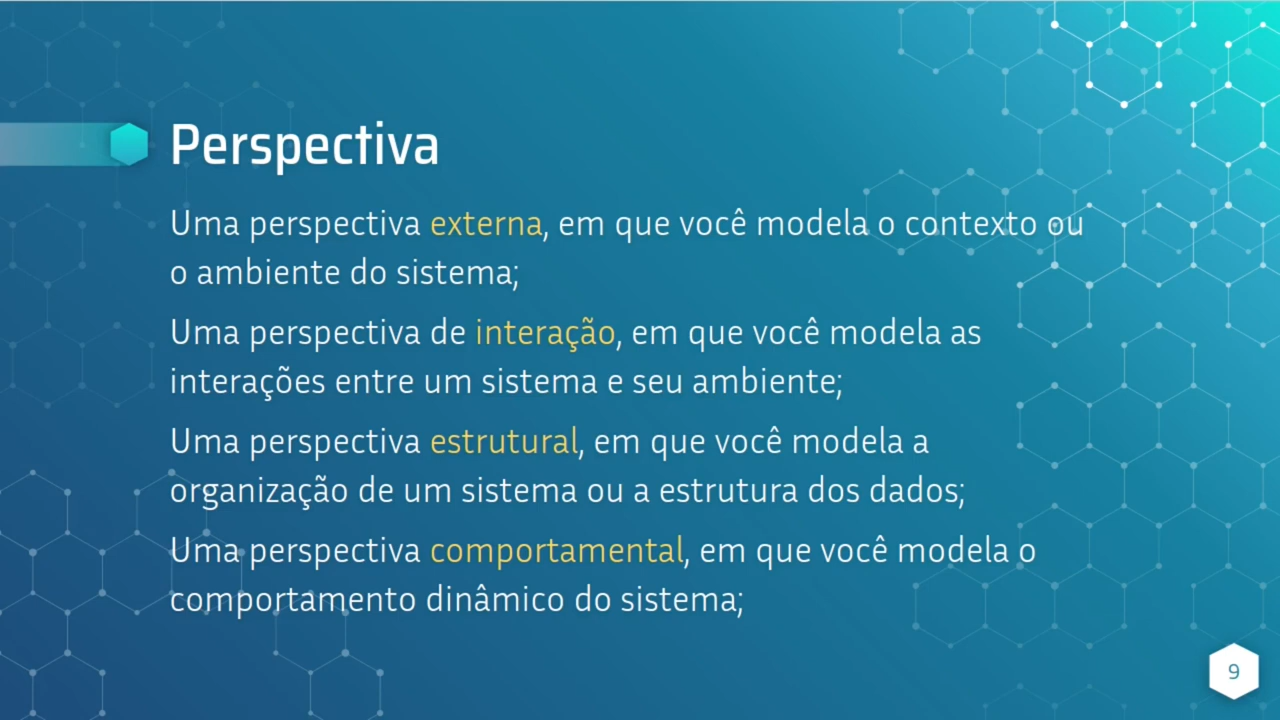 Perspectiva
Uma perspectiva externa, em que você modela o contexto ou
o ambiente do sistema;
Uma perspectiva de interação, em que você modela as
interações entre um sistema e seu ambiente;
Uma perspectiva estrutural, em que você modela a
organização de um sistema ou a estrutura dos dados;
Uma perspectiva comportamental, em que você modela o
comportamento dinâmico do sistema;
9